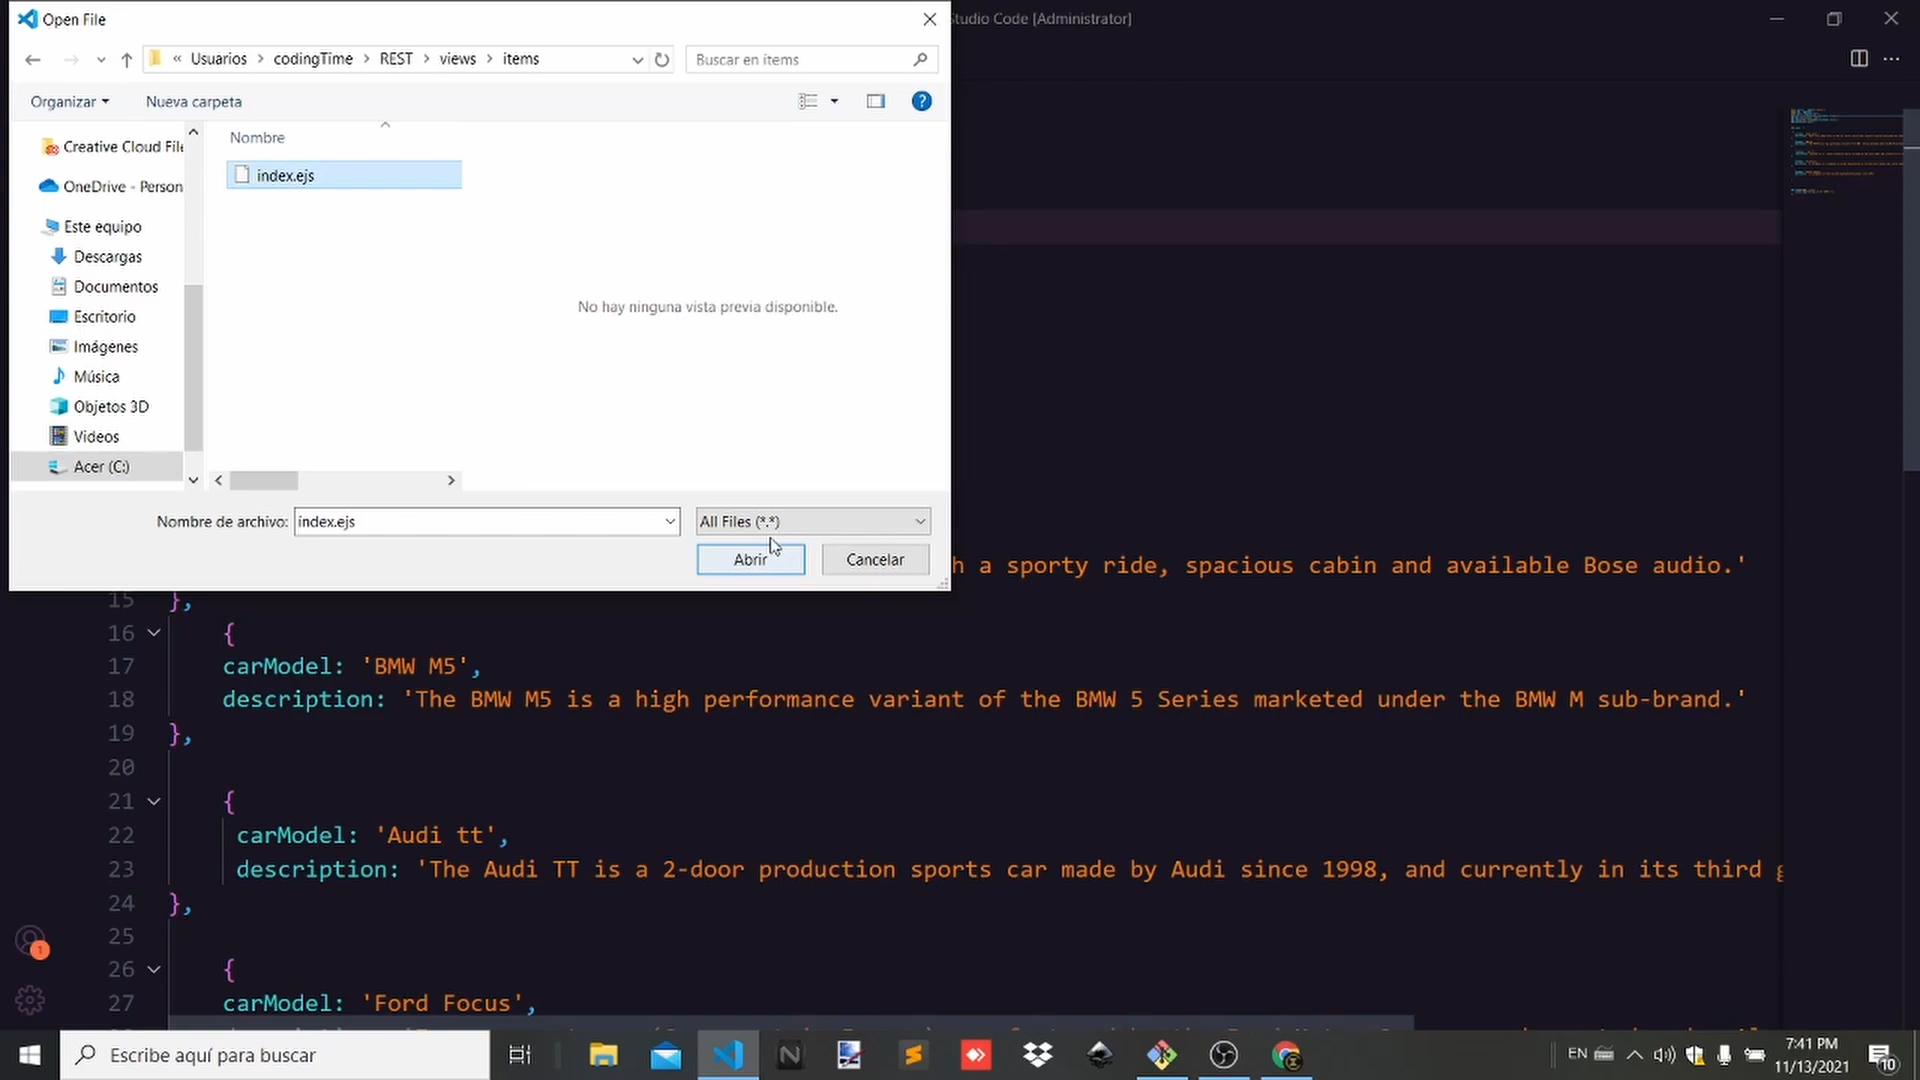 Open File
Studio Code [Administrator]
« Usuarios > codingTime > REST > views > items
Buscar en items
Organizar
Nueva carpeta
?
Creative Cloud File
OneDrive - Person
Este equipo
Descargas
Documentos
Escritorio
Imágenes
Música
Objetos 3D
Videos
Acer (C:)
Nombre
index.ejs
No hay ninguna vista previa disponible.
Nombre de archivo: index.ejs
All Files (*.*)
Abrir
Cancelar
h a sporty ride, spacious cabin and available Bose audio.'
15 },
16 {
17 carModel: 'BMW M5',
18 description: 'The BMW M5 is a high performance variant of the BMW 5 Series marketed under the BMW M sub-brand.'
19 },
20
21 {
22 carModel: 'Audi tt',
23 description: 'The Audi TT is a 2-door production sports car made by Audi since 1998, and currently in its third
24 },
25
26 {
27 carModel: 'Ford Focus',
1
Escribe aquí para buscar
EN
7:41 PM
11/13/2021
10